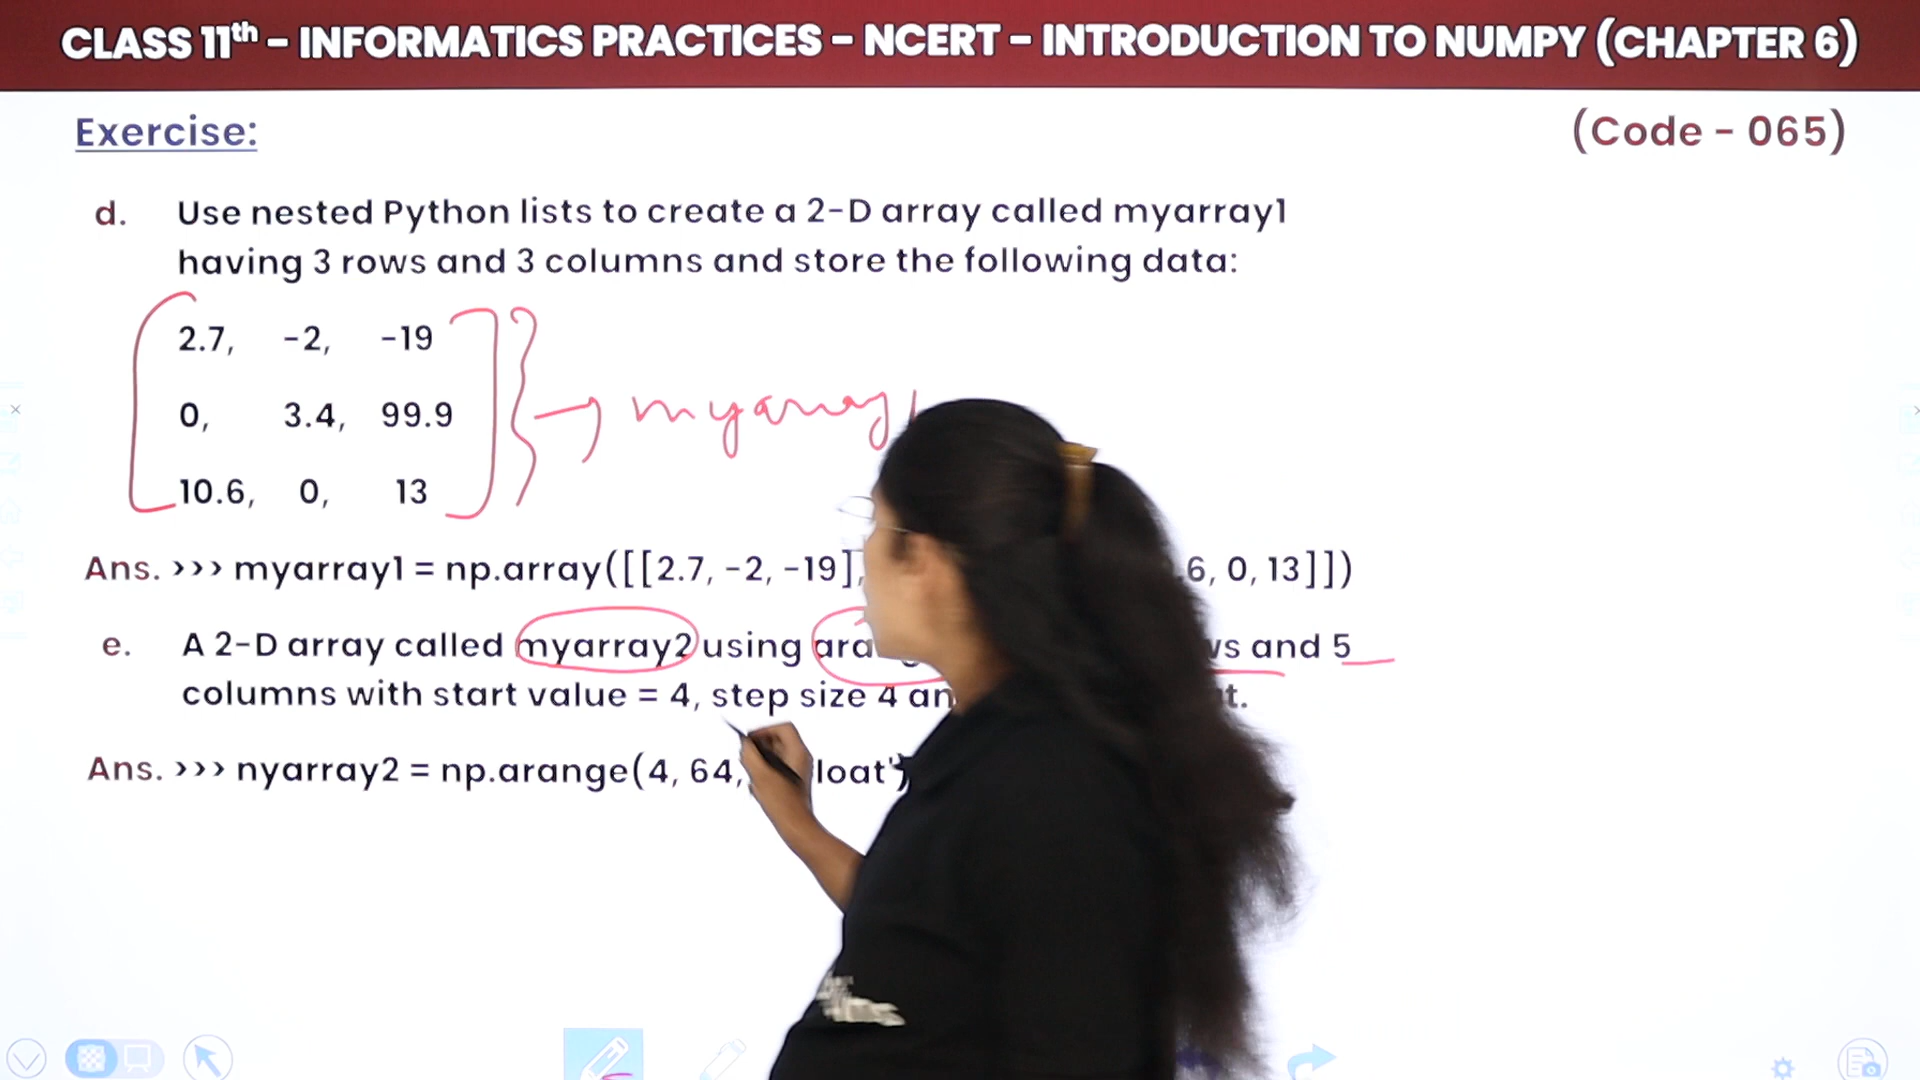 CLASS 11th – INFORMATICS PRACTICES – NCERT – INTRODUCTION TO NUMPY (CHAPTER 6)
Exercise:
(Code - 065)
d. Use nested Python lists to create a 2-D array called myarray1
having 3 rows and 3 columns and store the following data:
2.7, -2, -19
0, 3.4, 99.9
myarray
10.6, 0, 13
Ans. >>> myarray1 = np.array([[2.7, -2, -19], 6, 0, 13]])
e. A 2-D array called myarray2 using and 5
columns with start value = 4, step size 4
Ans. >>> nyarray2 = np.arange(4, 64,